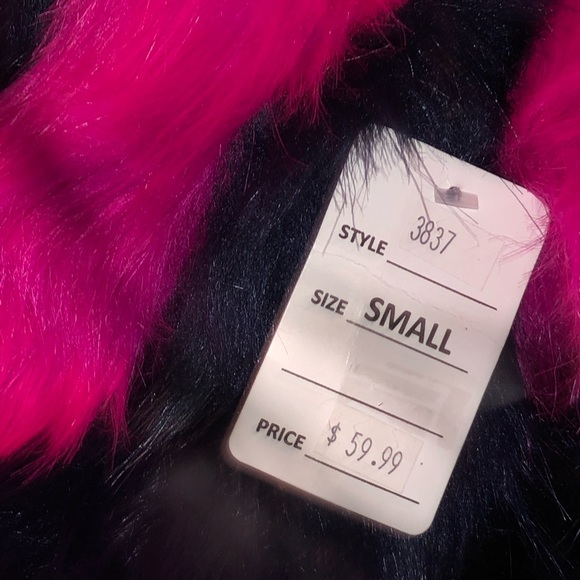 STYLE 3837
SIZE SMALL
PRICE $ 59.99